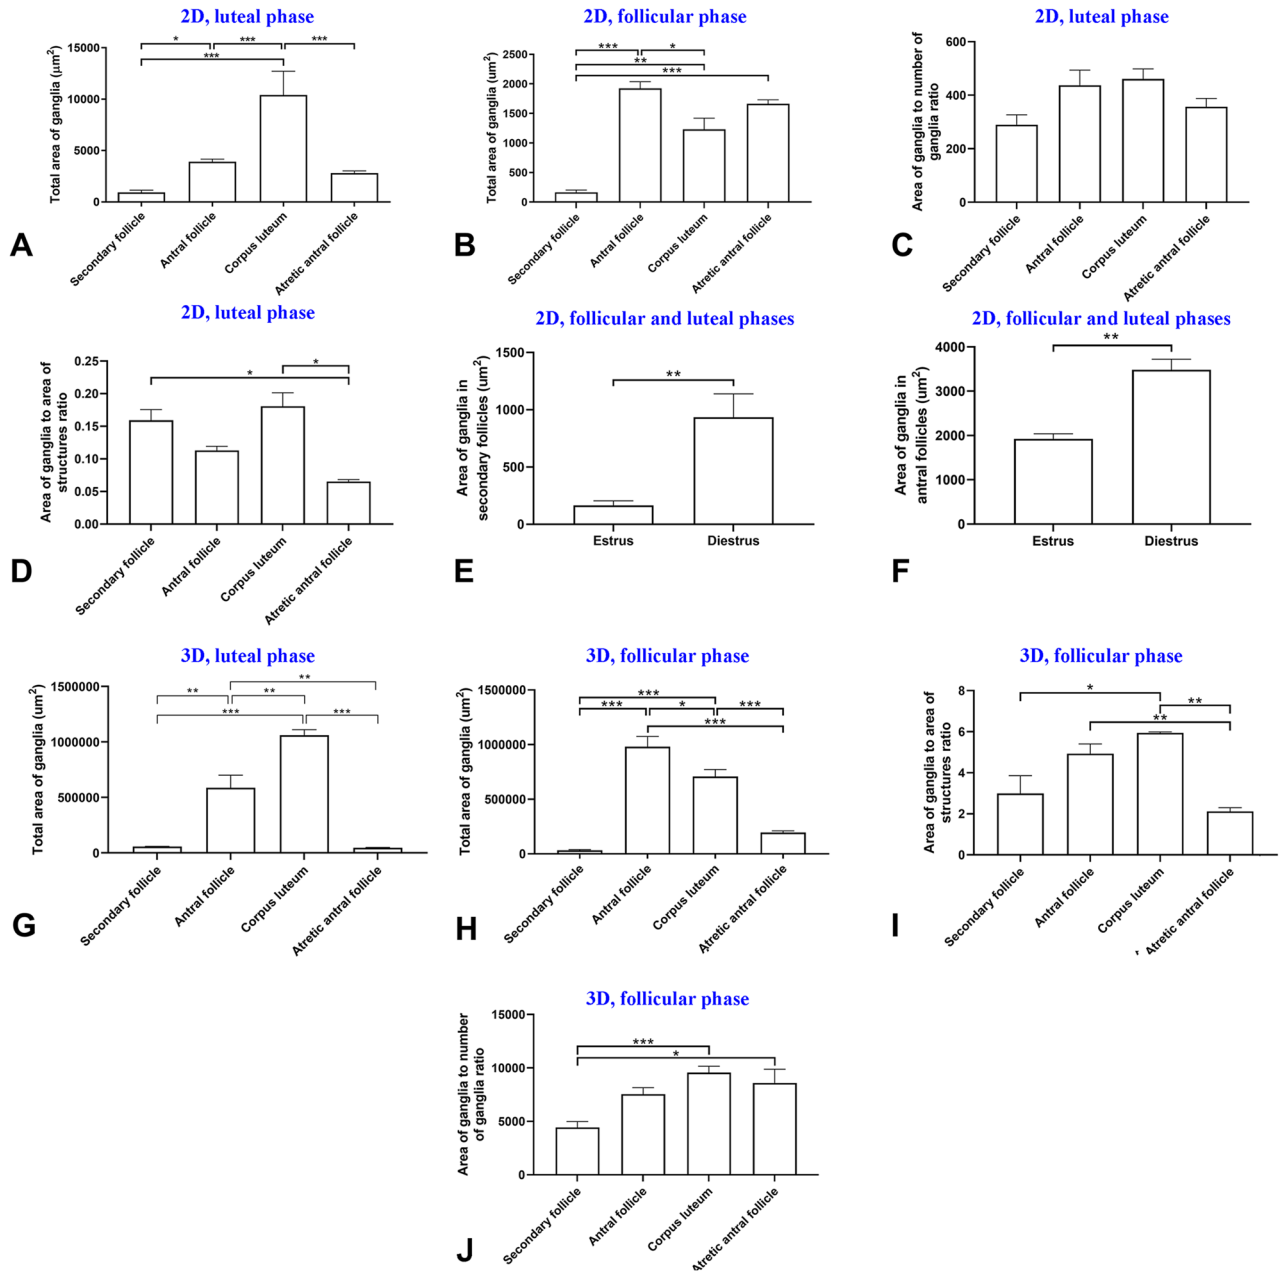 2D, luteal phase
Total area of ganglia (μm²)
15000
10000
5000
0
*
***
***
***
Secondary follicle
Antral follicle
Corpus luteum
Atretic antral follicle
A
2D, follicular phase
Total area of ganglia (um²)
2500
2000
1500
1000
500
0
***
*
**
***
Secondary follicle
Antral follicle
Corpus luteum
Atretic antral follicle
B
2D, luteal phase
Area of ganglia to number of
ganglia ratio
600
400
200
0
Secondary follicle
Antral follicle
Corpus luteum
Atretic antral follicle
C
2D, luteal phase
Area of ganglia to area of
structures ratio
0.25
0.20
0.15
0.10
0.05
0.00
*
*
Secondary follicle
Antral follicle
Corpus luteum
Atretic antral follicle
D
2D, follicular and luteal phases
Area of ganglia in
secondary follicles (um²)
1500
1000
500
0
**
Estrus
Diestrus
E
2D, follicular and luteal phases
Area of ganglia in
antral follicles (um²)
4000
3000
2000
1000
0
**
Estrus
Diestrus
F
3D, luteal phase
Total area of ganglia (um²)
1500000
1000000
500000
0
**
**
**
***
***
Secondary follicle
Antral follicle
Corpus luteum
Atretic antral follicle
G
3D, follicular phase
Total area of ganglia (um²)
1500000
1000000
500000
0
***
***
*
***
***
Secondary follicle
Antral follicle
Corpus luteum
Atretic antral follicle
H
3D, follicular phase
Area of ganglia to area of
structures ratio
8
6
4
2
0
*
**
**
Secondary follicle
Antral follicle
Corpus luteum
Atretic antral follicle
I
3D, follicular phase
Area of ganglia to number
of ganglia ratio
15000
10000
5000
0
***
*
Secondary follicle
Antral follicle
Corpus luteum
Atretic antral follicle
J